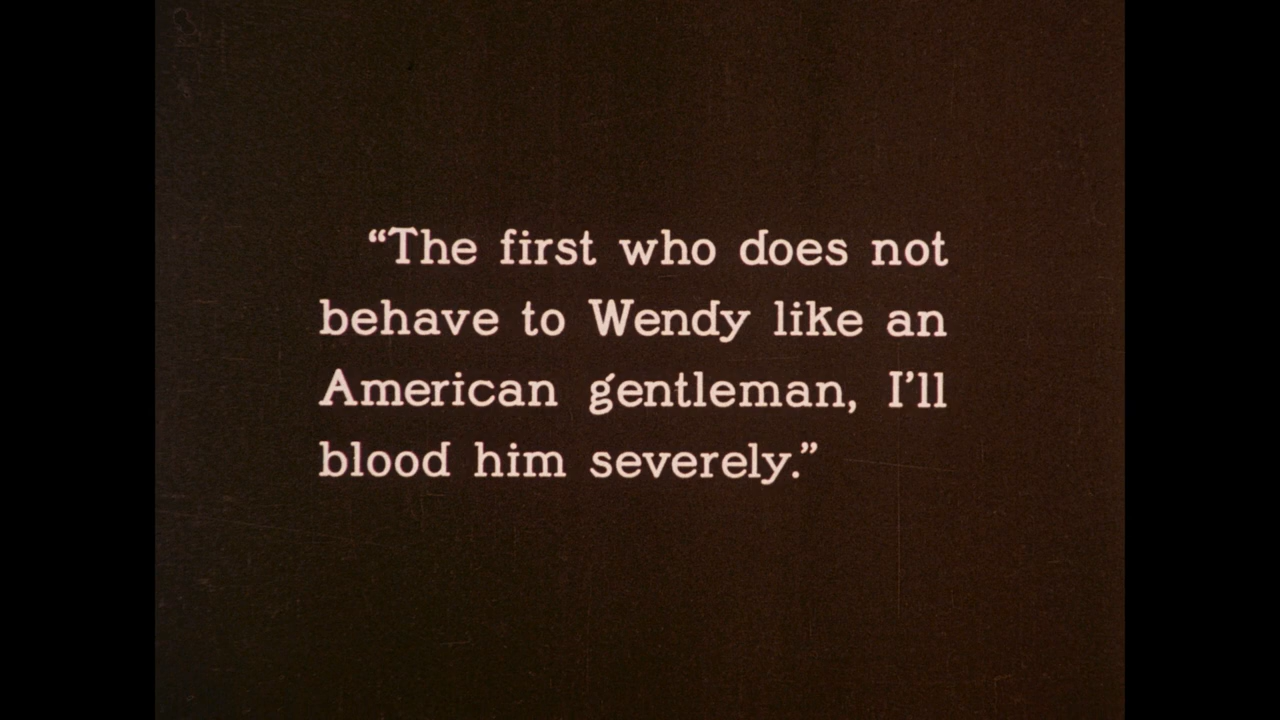 “The first who does not
behave to Wendy like an
American gentleman, I’ll
blood him severely.”